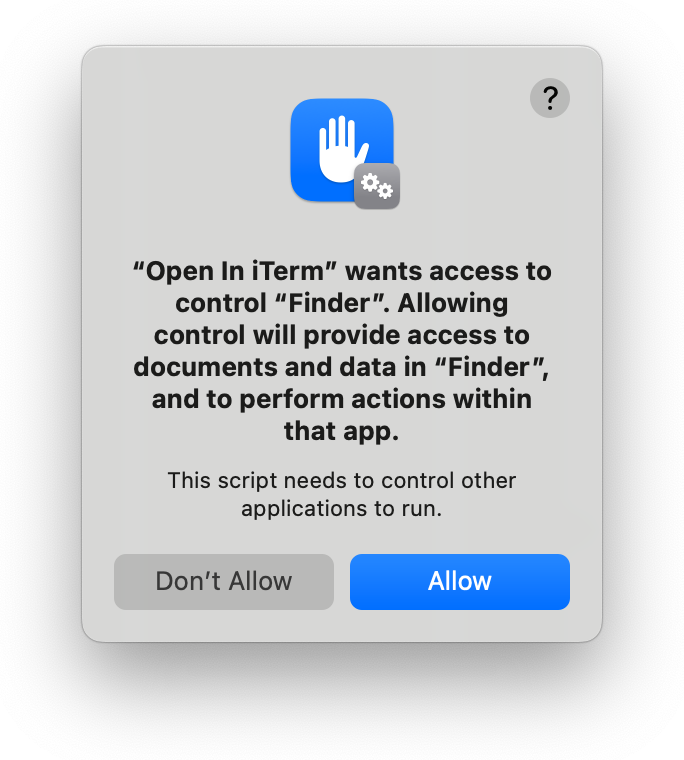 ?
“Open In iTerm” wants access to
control “Finder”. Allowing
control will provide access to
documents and data in “Finder”,
and to perform actions within
that app.
This script needs to control other
applications to run.
Don’t Allow
Allow